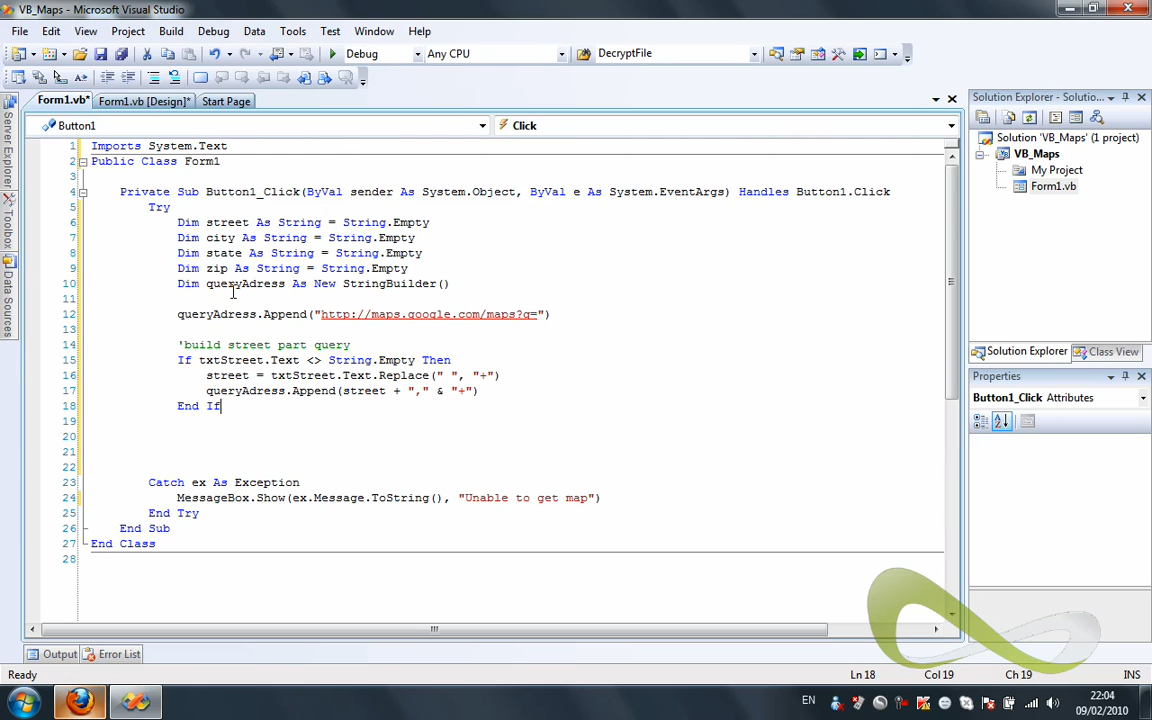 VB_Maps - Microsoft Visual Studio
File Edit View Project Build Debug Data Tools Test Window Help
Debug Any CPU DecryptFile
Form1.vb* Form1.vb [Design]* Start Page
Button1 Click
1 Imports System.Text
2 Public Class Form1
3
4 Private Sub Button1_Click(ByVal sender As System.Object, ByVal e As System.EventArgs) Handles Button1.Click
5 Try
6 Dim street As String = String.Empty
7 Dim city As String = String.Empty
8 Dim state As String = String.Empty
9 Dim zip As String = String.Empty
10 Dim queryAdress As New StringBuilder()
11
12 queryAdress.Append("http://maps.google.com/maps?q=")
13
14 'build street part query
15 If txtStreet.Text <> String.Empty Then
16 street = txtStreet.Text.Replace(" ", "+")
17 queryAdress.Append(street + "," & "+")
18 End If
19
20
21
22
23 Catch ex As Exception
24 MessageBox.Show(ex.Message.ToString(), "Unable to get map")
25 End Try
26 End Sub
27 End Class
28
Server Explorer
Toolbox
Data Sources
Solution Explorer - Solutio...
Solution 'VB_Maps' (1 project)
VB_Maps
My Project
Form1.vb
Solution Explorer Class View
Properties
Button1_Click Attributes
Output Error List
Ready Ln 18 Col 19 Ch 19 INS
EN 22:04
09/02/2010